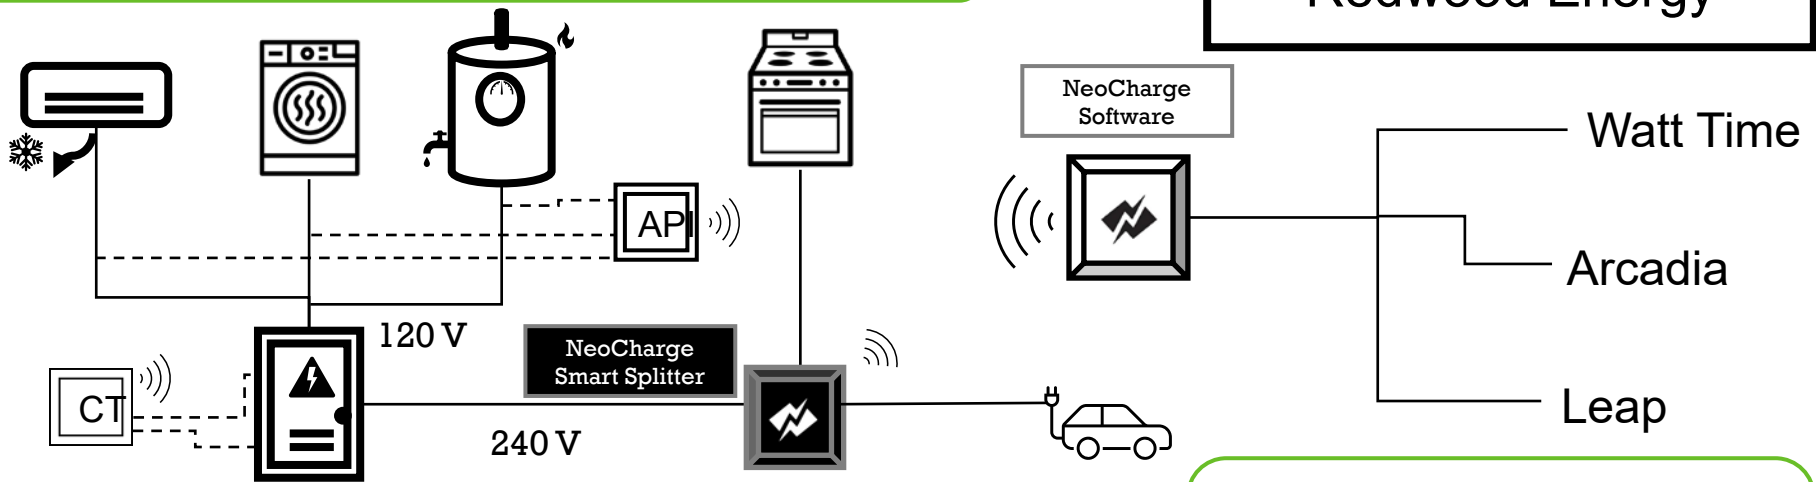 Redwood Energy
NeoCharge
Software
Watt Time
API
Arcadia
120 V
NeoCharge
Smart Splitter
CT
Leap
240 V